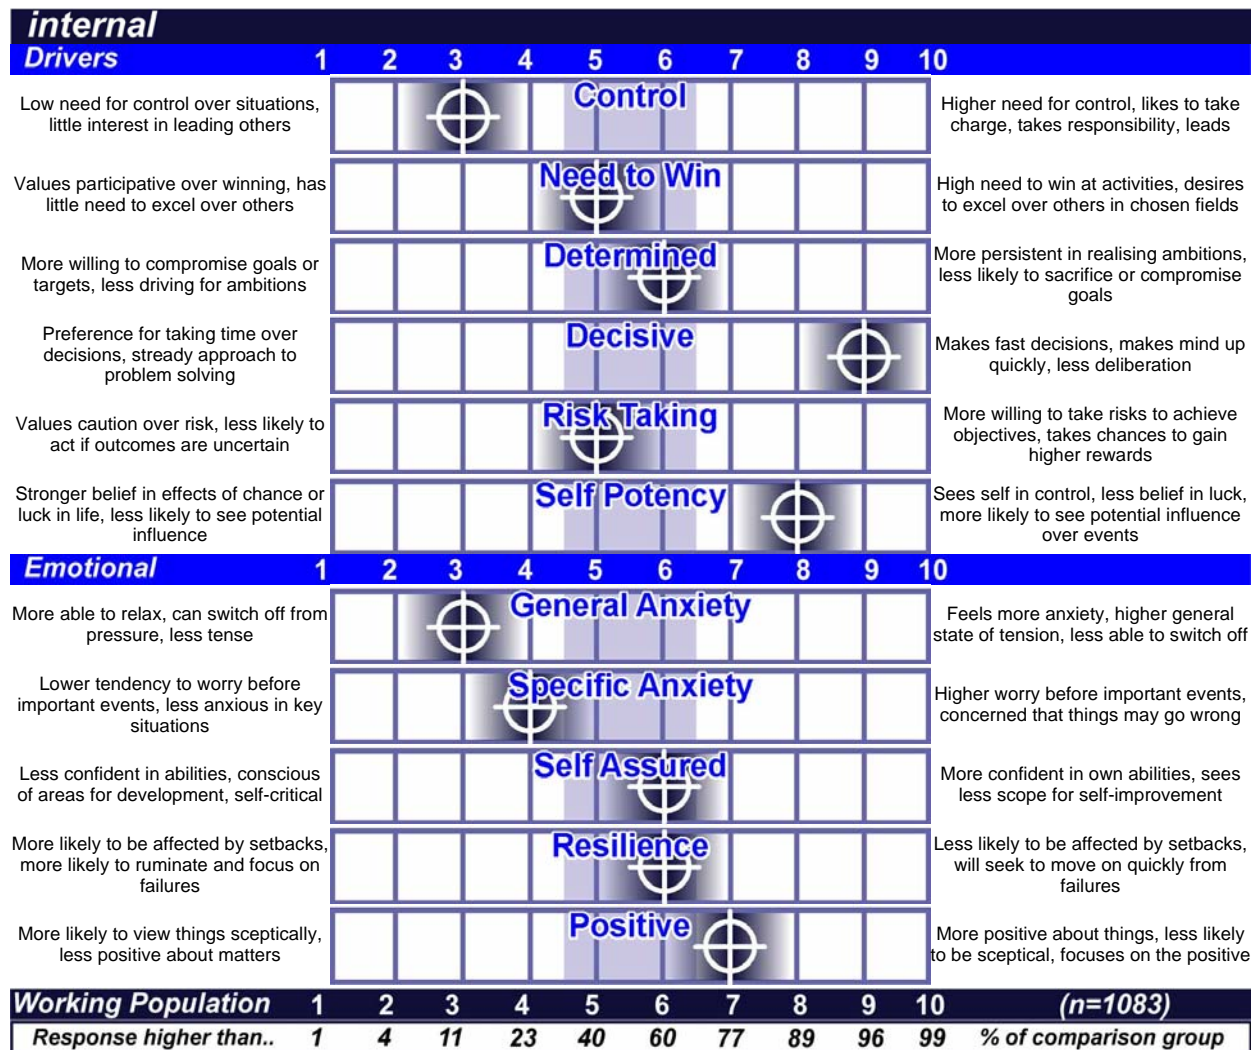 internal
Drivers 1 2 3 4 5 6 7 8 9 10
Low need for control over situations,
little interest in leading others
Control
Higher need for control, likes to take
charge, takes responsibility, leads
Values participative over winning, has
little need to excel over others
Need to Win
High need to win at activities, desires
to excel over others in chosen fields
More willing to compromise goals or
targets, less driving for ambitions
Determined
More persistent in realising ambitions,
less likely to sacrifice or compromise
goals
Preference for taking time over
decisions, stready approach to
problem solving
Decisive
Makes fast decisions, makes mind up
quickly, less deliberation
Values caution over risk, less likely to
act if outcomes are uncertain
Risk Taking
More willing to take risks to achieve
objectives, takes chances to gain
higher rewards
Stronger belief in effects of chance or
luck in life, less likely to see potential
influence
Self Potency
Sees self in control, less belief in luck,
more likely to see potential influence
over events
Emotional 1 2 3 4 5 6 7 8 9 10
More able to relax, can switch off from
pressure, less tense
General Anxiety
Feels more anxiety, higher general
state of tension, less able to switch off
Lower tendency to worry before
important events, less anxious in key
situations
Specific Anxiety
Higher worry before important events,
concerned that things may go wrong
Less confident in abilities, conscious
of areas for development, self-critical
Self Assured
More confident in own abilities, sees
less scope for self-improvement
More likely to be affected by setbacks,
more likely to ruminate and focus on
failures
Resilience
Less likely to be affected by setbacks,
will seek to move on quickly from
failures
More likely to view things sceptically,
less positive about matters
Positive
More positive about things, less likely
to be sceptical, focuses on the positive
Working Population 1 2 3 4 5 6 7 8 9 10 (n=1083)
Response higher than.. 1 4 11 23 40 60 77 89 96 99 % of comparison group